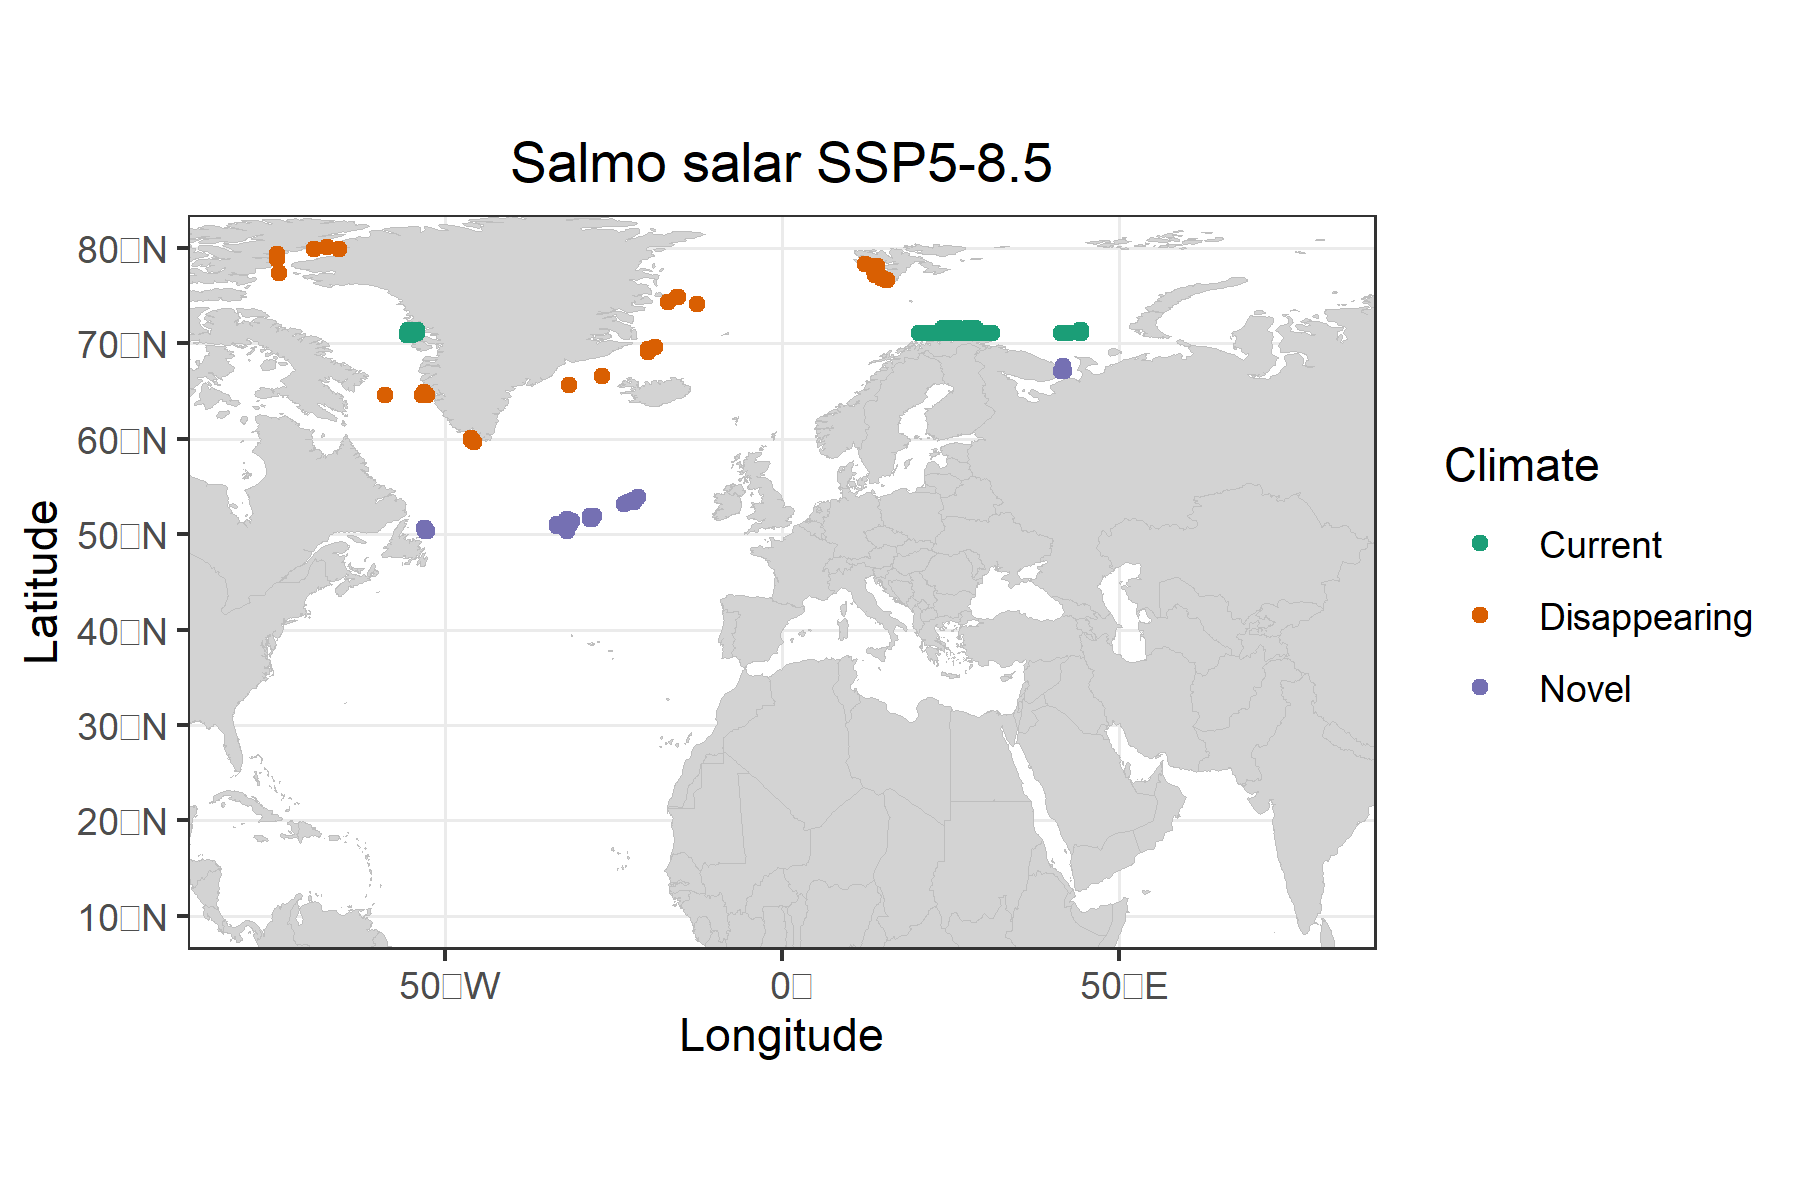 Salmo salar SSP5-8.5
80□N
70□N
60□N
50□N
40□N
30□N
20□N
10□N
Latitude
50□W
0□
50□E
Longitude
Climate
Current
Disappearing
Novel